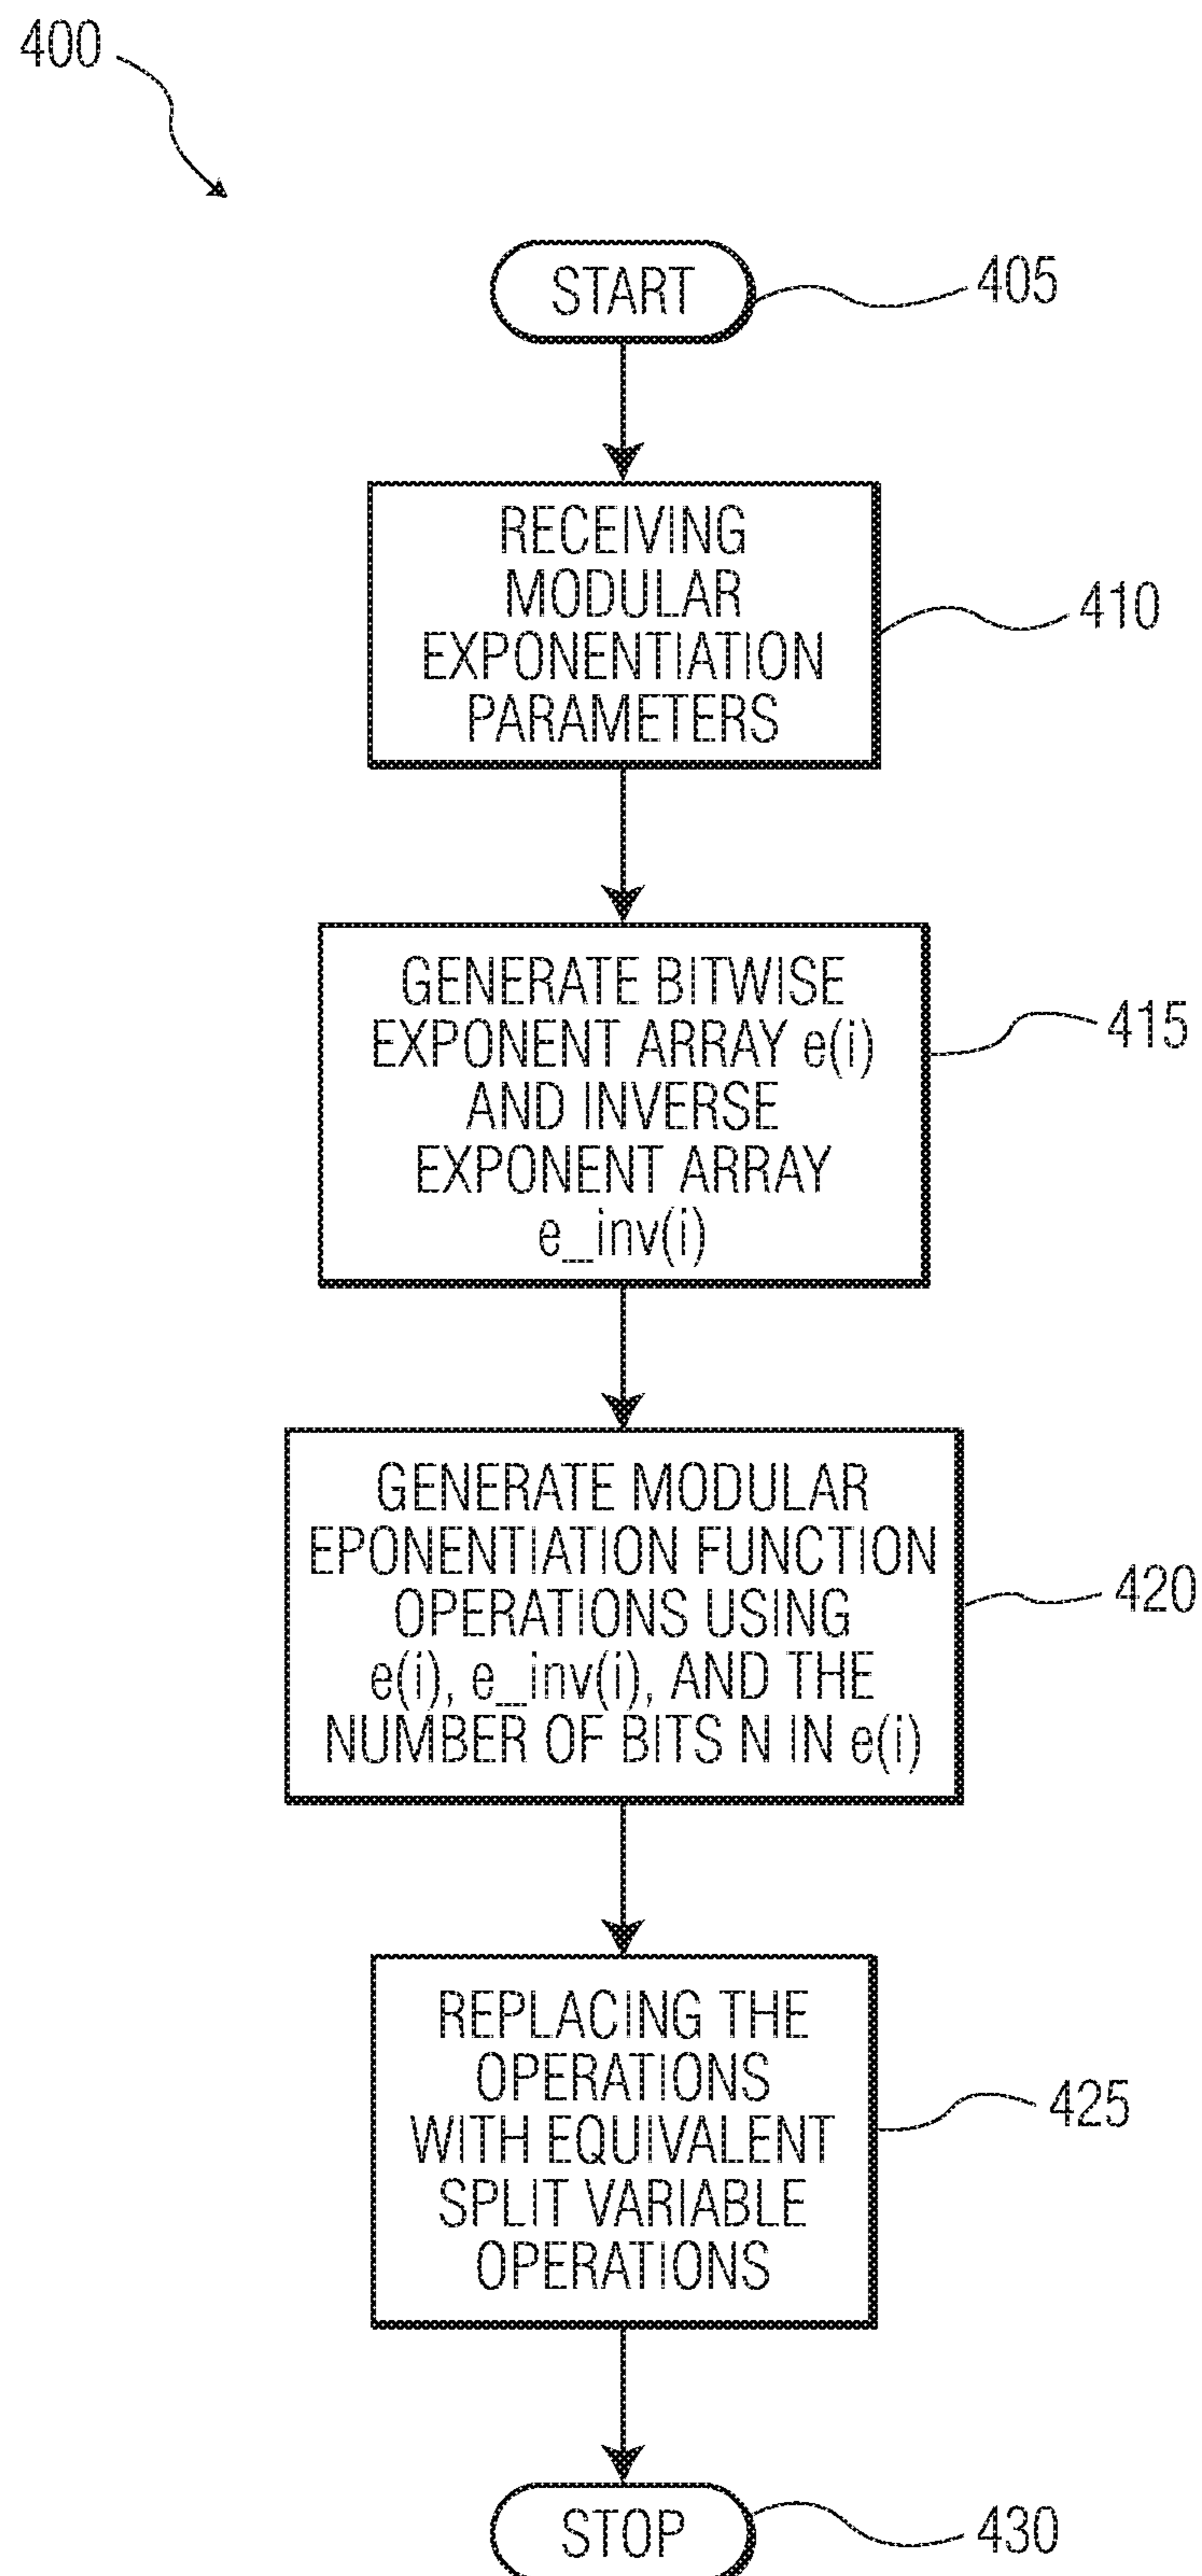 400
START
405
RECEIVING
MODULAR
EXPONENTIATION
PARAMETERS
410
GENERATE BITWISE
EXPONENT ARRAY e(i)
AND INVERSE
EXPONENT ARRAY
e_inv(i)
415
GENERATE MODULAR
EPONENTIATION FUNCTION
OPERATIONS USING
e(i), e_inv(i), AND THE
NUMBER OF BITS N IN e(i)
420
REPLACING THE
OPERATIONS
WITH EQUIVALENT
SPLIT VARIABLE
OPERATIONS
425
STOP
430